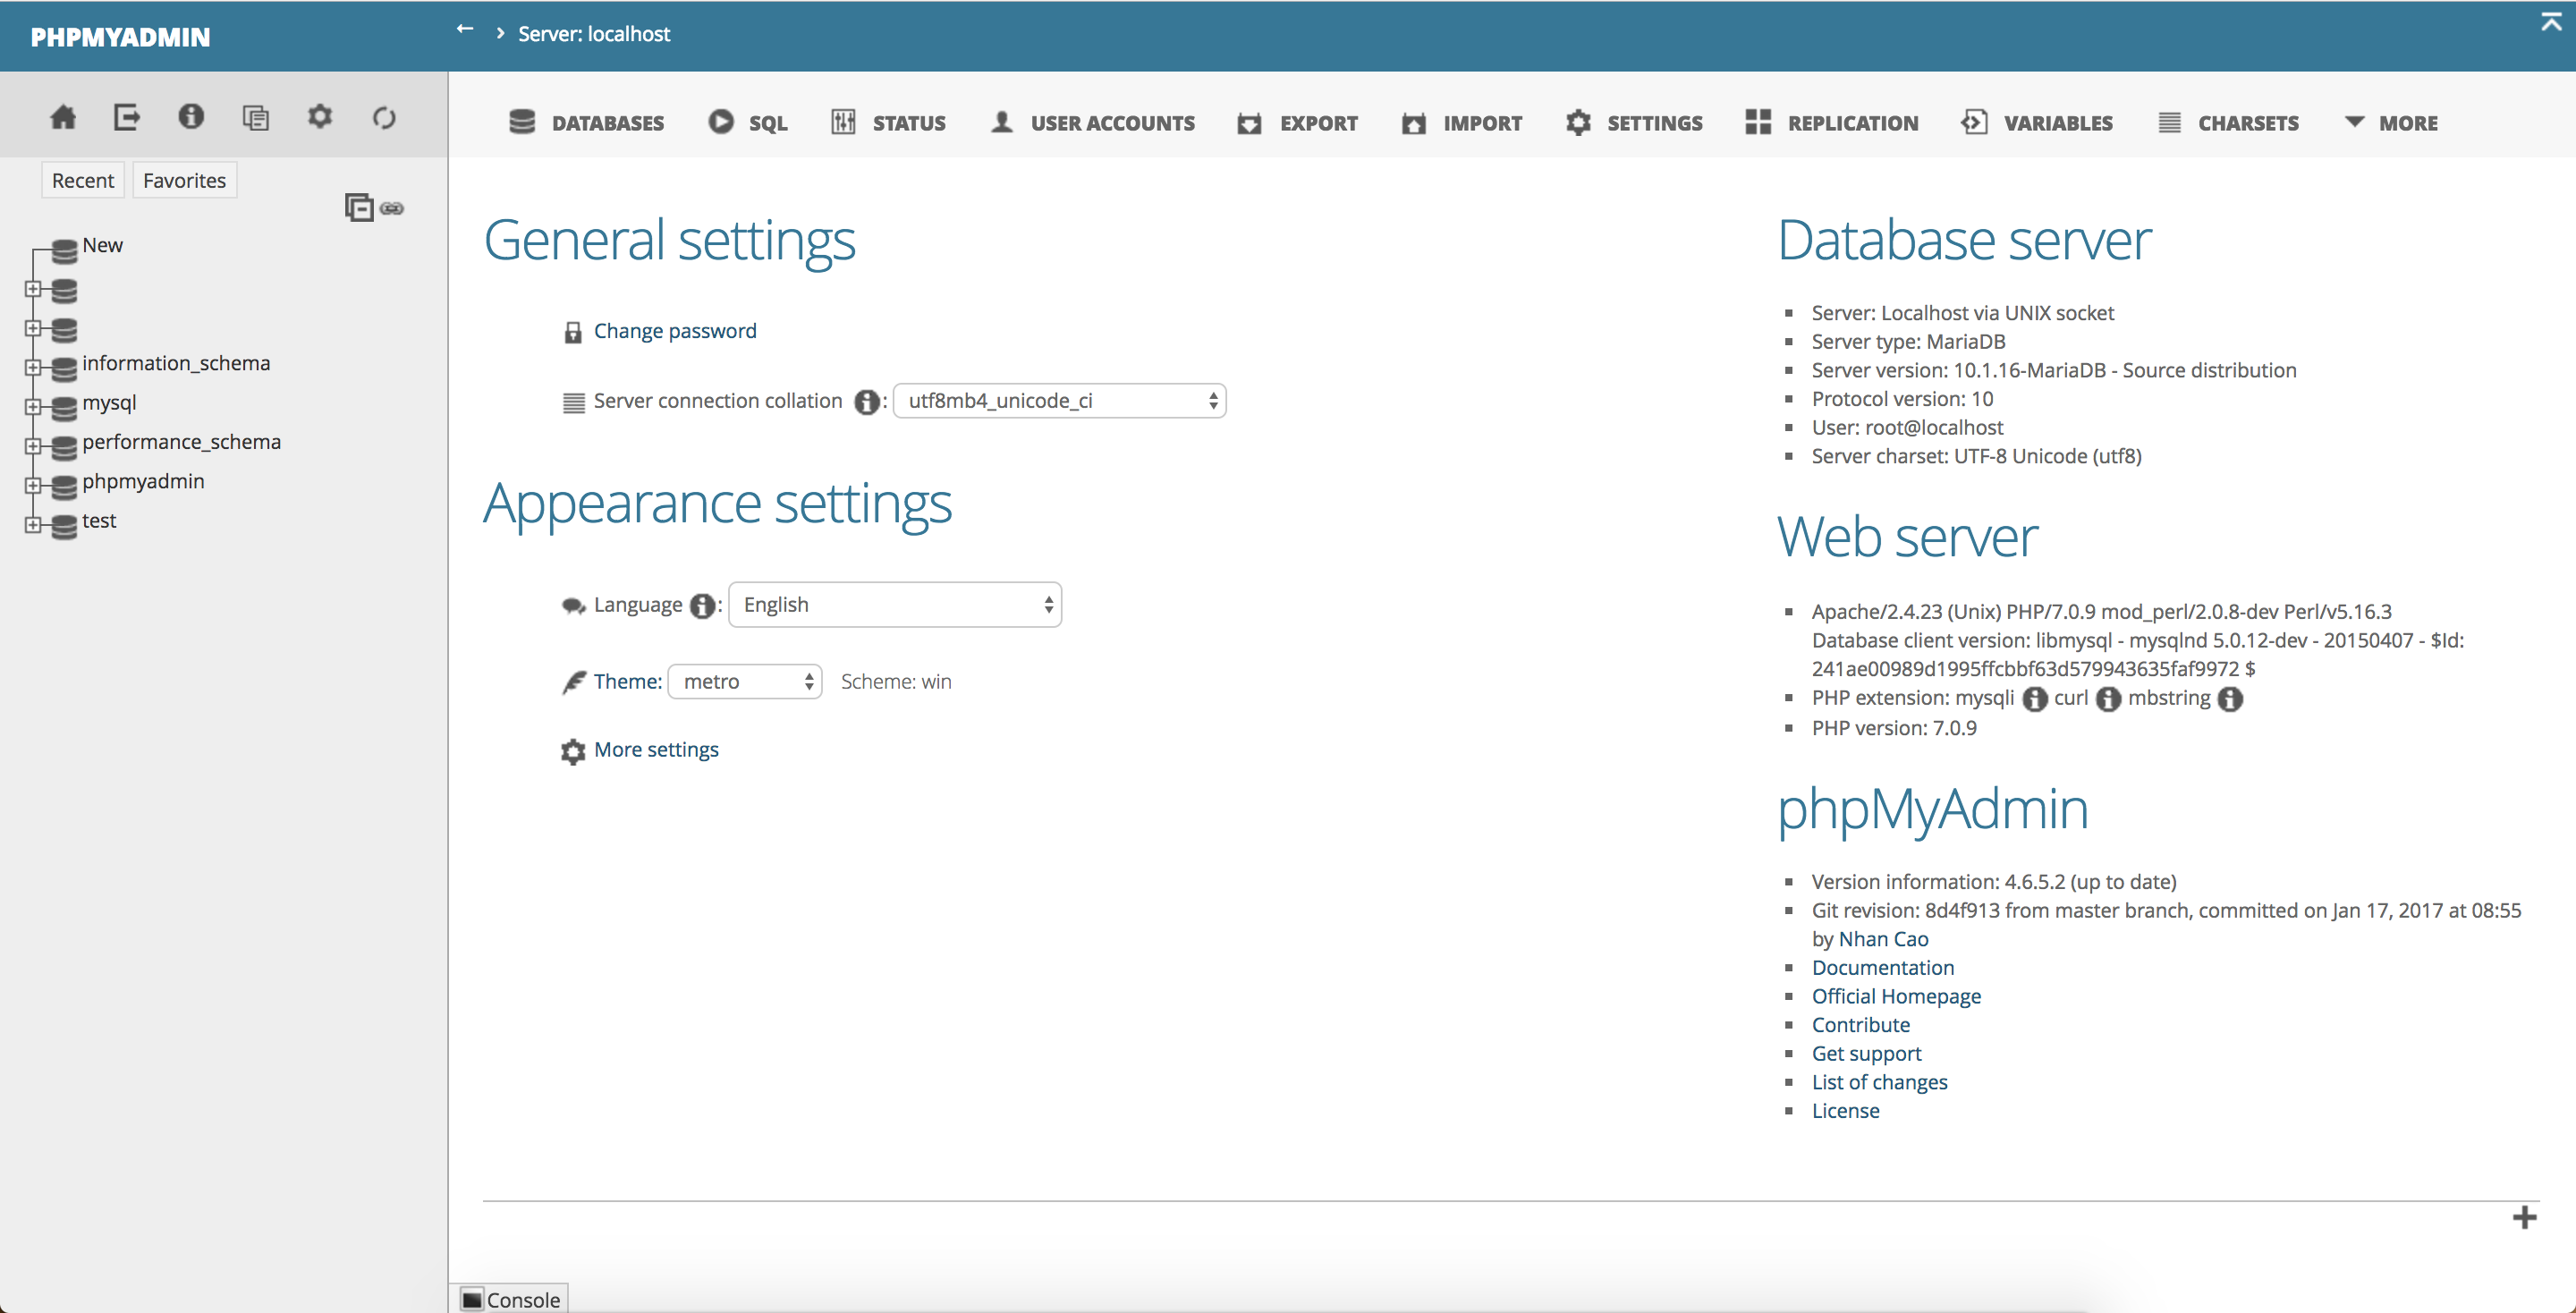 PHPMYADMIN
Server: localhost
DATABASES
SQL
STATUS
USER ACCOUNTS
EXPORT
IMPORT
SETTINGS
REPLICATION
VARIABLES
CHARSETS
MORE
Recent
Favorites
New
information_schema
mysql
performance_schema
phpmyadmin
test
General settings
Change password
Server connection collation : utf8mb4_unicode_ci
Appearance settings
Language : English
Theme: metro Scheme: win
More settings
Database server
Server: Localhost via UNIX socket
Server type: MariaDB
Server version: 10.1.16-MariaDB - Source distribution
Protocol version: 10
User: root@localhost
Server charset: UTF-8 Unicode (utf8)
Web server
Apache/2.4.23 (Unix) PHP/7.0.9 mod_perl/2.0.8-dev Perl/v5.16.3
Database client version: libmysql - mysqlnd 5.0.12-dev - 20150407 - $Id:
241ae00989d1995ffcbbf63d579943635faf9972 $
PHP extension: mysqli curl mbstring
PHP version: 7.0.9
phpMyAdmin
Version information: 4.6.5.2 (up to date)
Git revision: 8d4f913 from master branch, committed on Jan 17, 2017 at 08:55
by Nhan Cao
Documentation
Official Homepage
Contribute
Get support
List of changes
License
Console